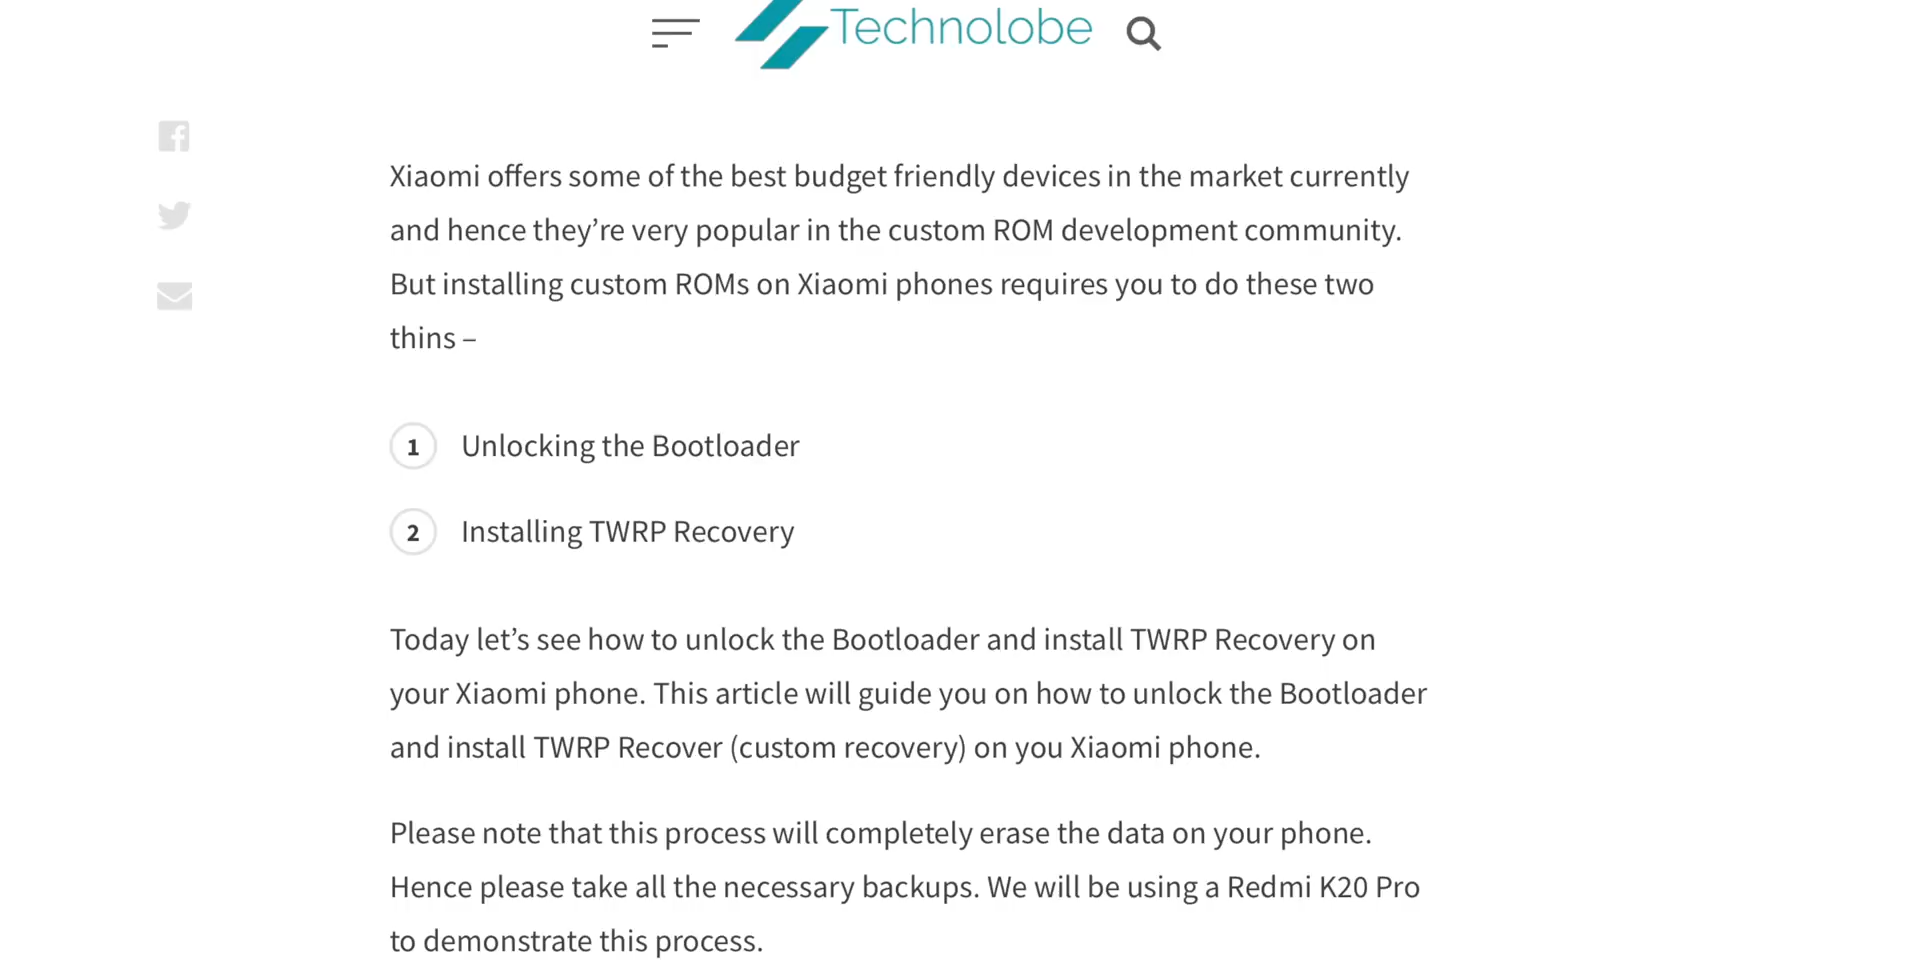 Technolobe
Xiaomi offers some of the best budget friendly devices in the market currently
and hence they’re very popular in the custom ROM development community.
But installing custom ROMs on Xiaomi phones requires you to do these two
thins –
1 Unlocking the Bootloader
2 Installing TWRP Recovery
Today let’s see how to unlock the Bootloader and install TWRP Recovery on
your Xiaomi phone. This article will guide you on how to unlock the Bootloader
and install TWRP Recover (custom recovery) on you Xiaomi phone.
Please note that this process will completely erase the data on your phone.
Hence please take all the necessary backups. We will be using a Redmi K20 Pro
to demonstrate this process.